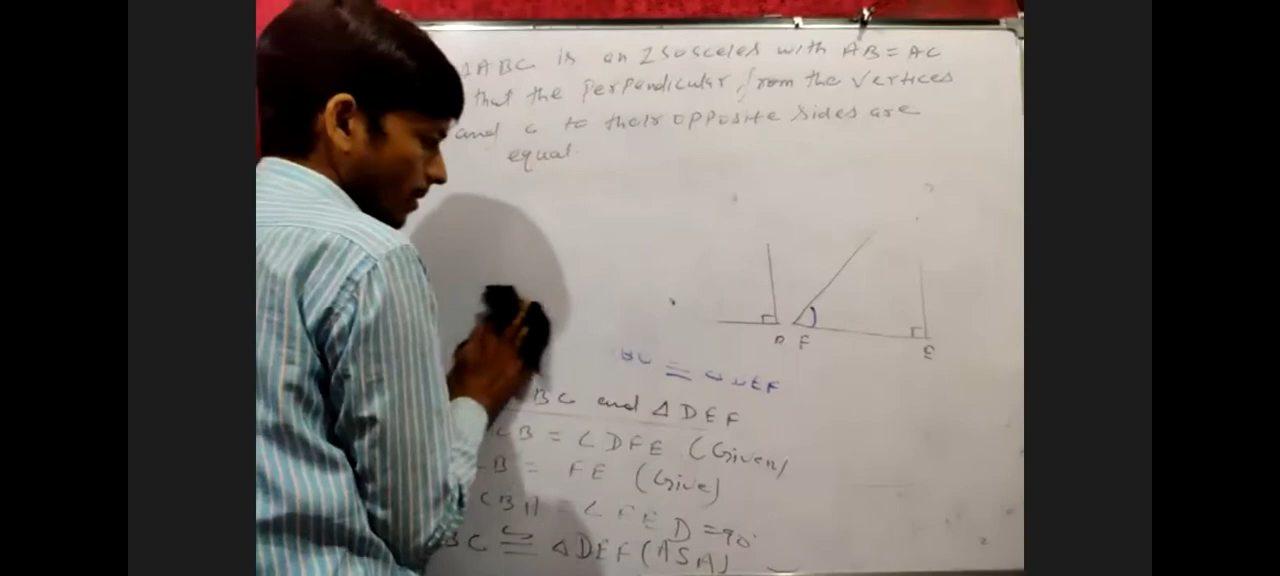 ABC is an Isosceles with AB = AC
that the Perpendicular from the Vertices
and C to their opposite sides are
equal.
B F
E
≅ △DEF
BC and △DEF
CB = ∠DFE (Given)
B = FE (Give)
CB || ∠FED = 90°
BC ≅ △DEF (ASA)